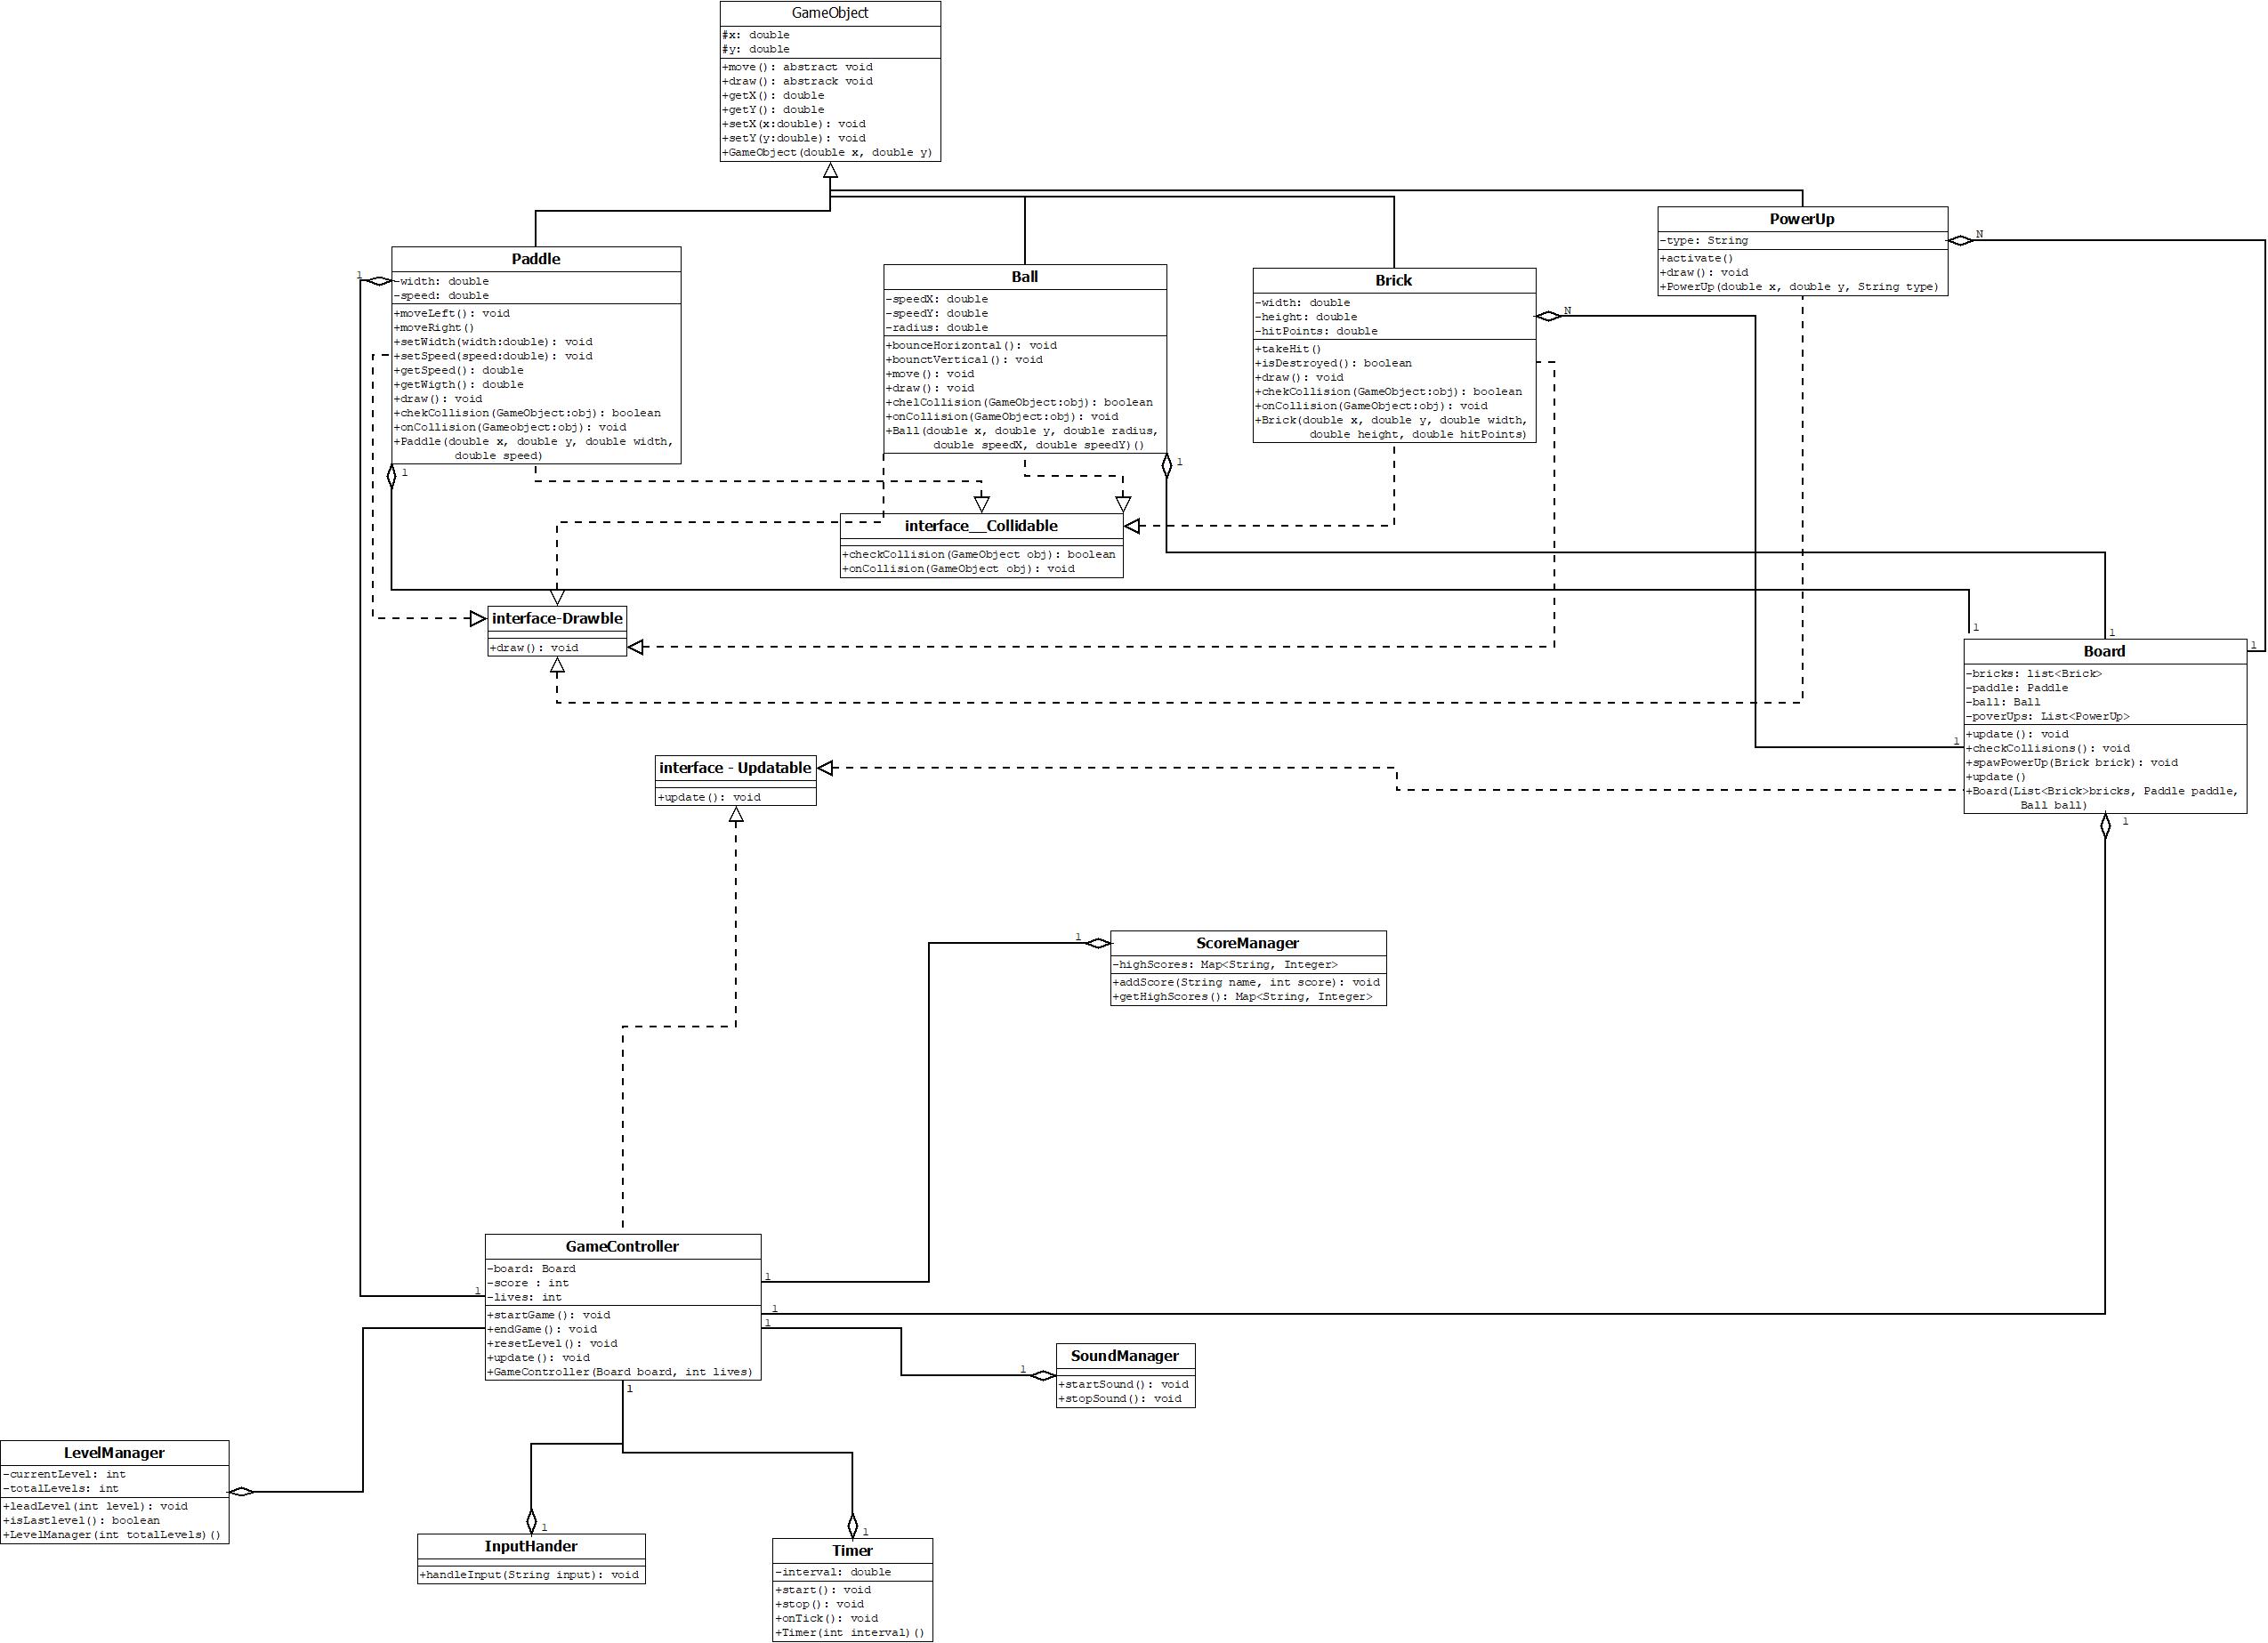 GameObject
#x: double
#y: double
+move(): abstract void
+draw(): abstrack void
+getX(): double
+getY(): double
+setX(x:double): void
+setY(y:double): void
+GameObject(double x, double y)
PowerUp
-type: String
+activate()
+draw(): void
+PowerUp(double x, double y, String type)
N
Paddle
-width: double
-speed: double
+moveLeft(): void
+moveRight()
+setWidth(width:double): void
+setSpeed(speed:double): void
+getSpeed(): double
+getWigth(): double
+draw(): void
+chekCollision(GameObject:obj): boolean
+onCollision(Gameobject:obj): void
+Paddle(double x, double y, double width,
double speed)
1
1
Ball
-speedX: double
-speedY: double
-radius: double
+bounceHorizontal(): void
+bounctVertical(): void
+move(): void
+draw(): void
+chelCollision(GameObject:obj): boolean
+onCollision(GameObject:obj): void
+Ball(double x, double y, double radius,
double speedX, double speedY)()
1
Brick
-width: double
-height: double
-hitPoints: double
+takeHit()
+isDestroyed(): boolean
+draw(): void
+chekCollision(GameObject:obj): boolean
+onCollision(GameObject:obj): void
+Brick(double x, double y, double width,
double height, double hitPoints)
N
interface__Collidable
+checkCollision(GameObject obj): boolean
+onCollision(GameObject obj): void
interface-Drawble
+draw(): void
1
1
1
1
Board
-bricks: list<Brick>
-paddle: Paddle
-ball: Ball
-poverUps: List<PowerUp>
+update(): void
+checkCollisions(): void
+spawPowerUp(Brick brick): void
+update()
+Board(List<Brick>bricks, Paddle paddle,
Ball ball)
1
interface - Updatable
+update(): void
1
ScoreManager
-highScores: Map<String, Integer>
+addScore(String name, int score): void
+getHighScores(): Map<String, Integer>
GameController
-board: Board
-score : int
-lives: int
+startGame(): void
+endGame(): void
+resetLevel(): void
+update(): void
+GameController(Board board, int lives)
1
1
1
1
1
1
SoundManager
+startSound(): void
+stopSound(): void
LevelManager
-currentLevel: int
-totalLevels: int
+leadLevel(int level): void
+isLastlevel(): boolean
+LevelManager(int totalLevels)()
1
InputHander
+handleInput(String input): void
1
Timer
-interval: double
+start(): void
+stop(): void
+onTick(): void
+Timer(int interval)()